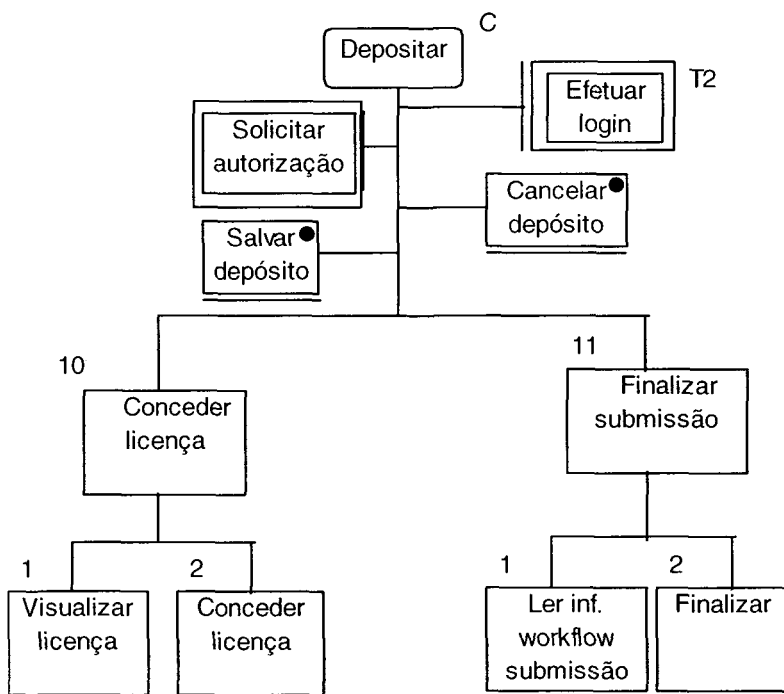 Depositar
C
Efetuar
login
T2
Solicitar
autorização
Cancelar
depósito
Salvar
depósito
10
Conceder
licença
11
Finalizar
submissão
1
Visualizar
licença
2
Conceder
licença
1
Ler inf.
workflow
submissão
2
Finalizar